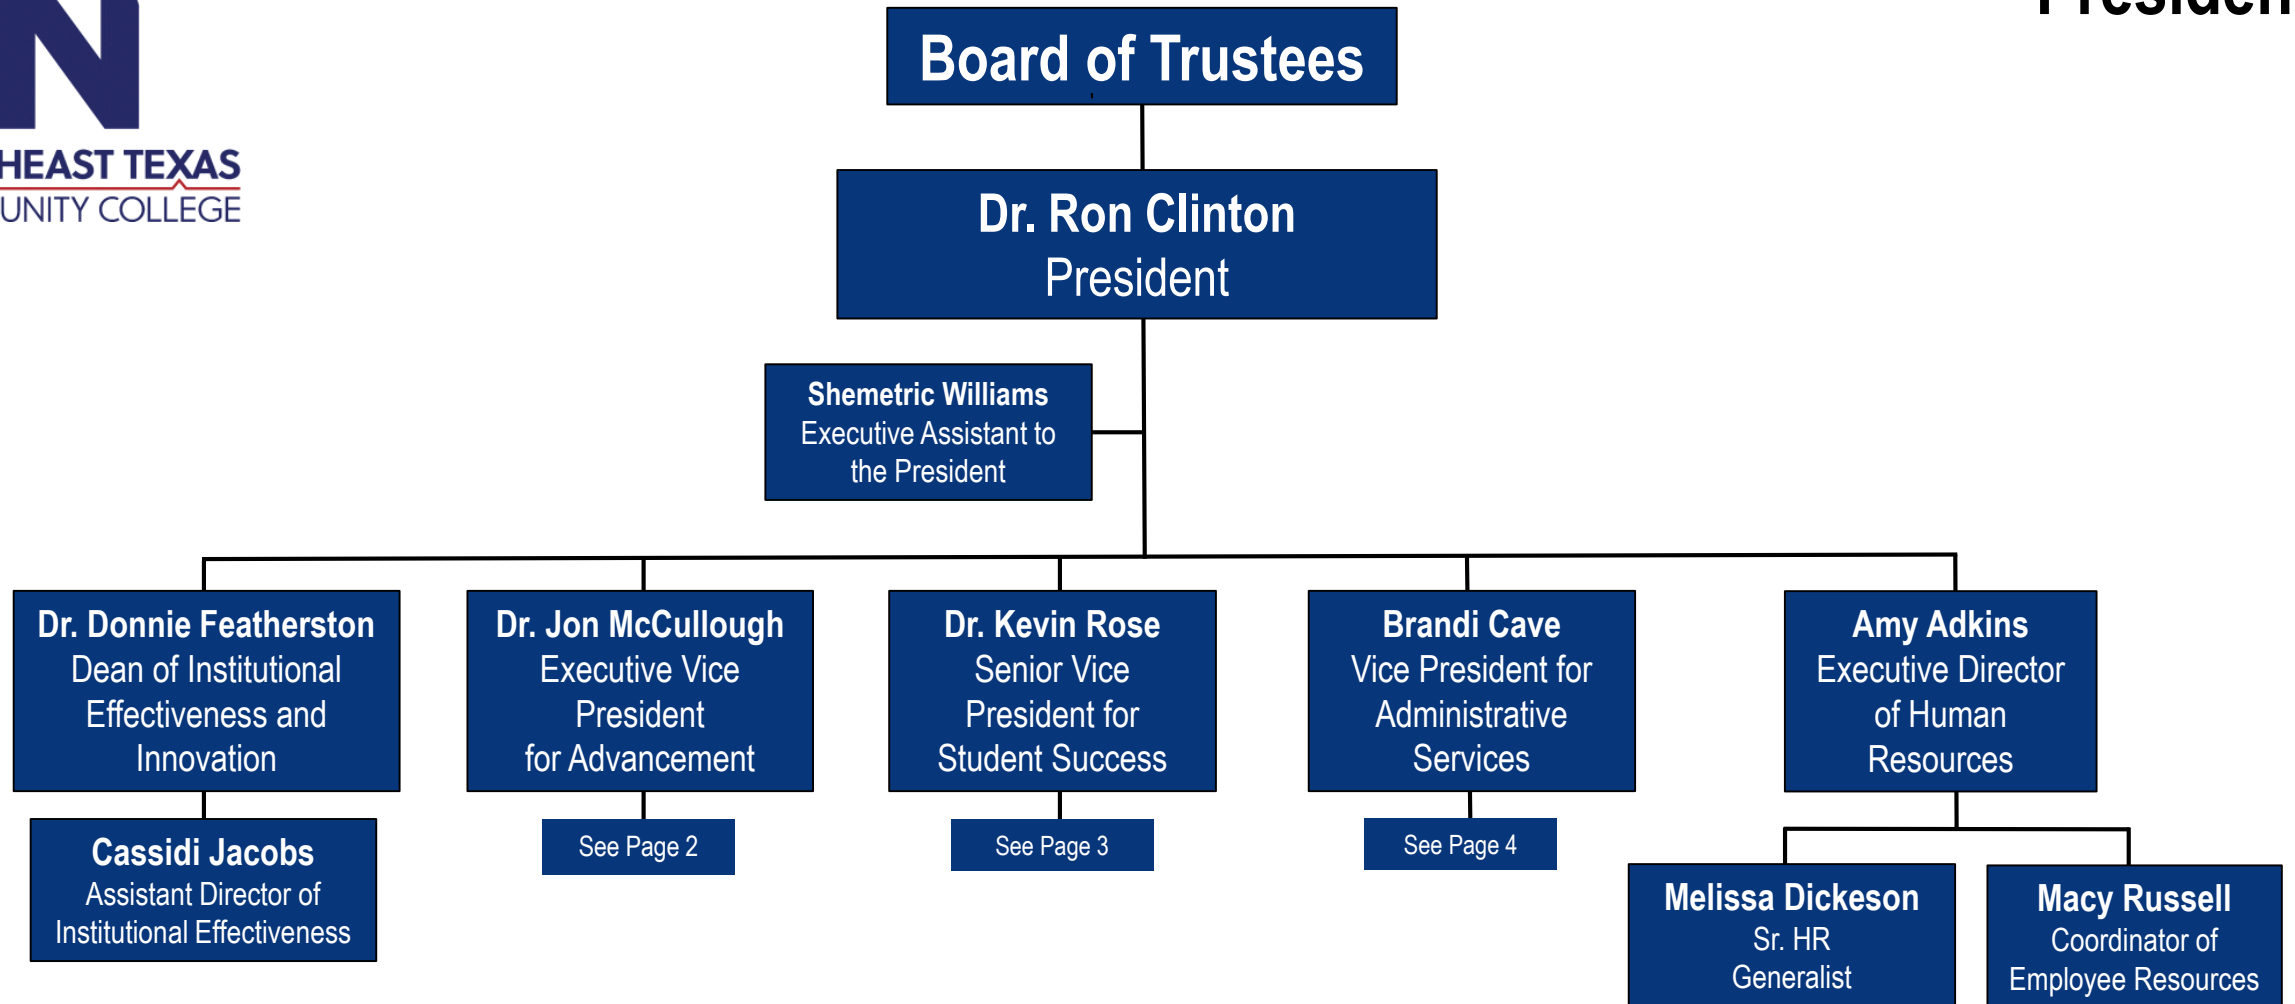 Presiden
Board of Trustees
HEAST TEXAS
UNITY COLLEGE
Dr. Ron Clinton
President
Shemetric Williams
Executive Assistant to
the President
Dr. Donnie Featherston
Dean of Institutional
Effectiveness and
Innovation
Dr. Jon McCullough
Executive Vice
President
for Advancement
Dr. Kevin Rose
Senior Vice
President for
Student Success
Brandi Cave
Vice President for
Administrative
Services
Amy Adkins
Executive Director
of Human
Resources
Cassidi Jacobs
Assistant Director of
Institutional Effectiveness
See Page 2
See Page 3
See Page 4
Melissa Dickeson
Sr. HR
Generalist
Macy Russell
Coordinator of
Employee Resources